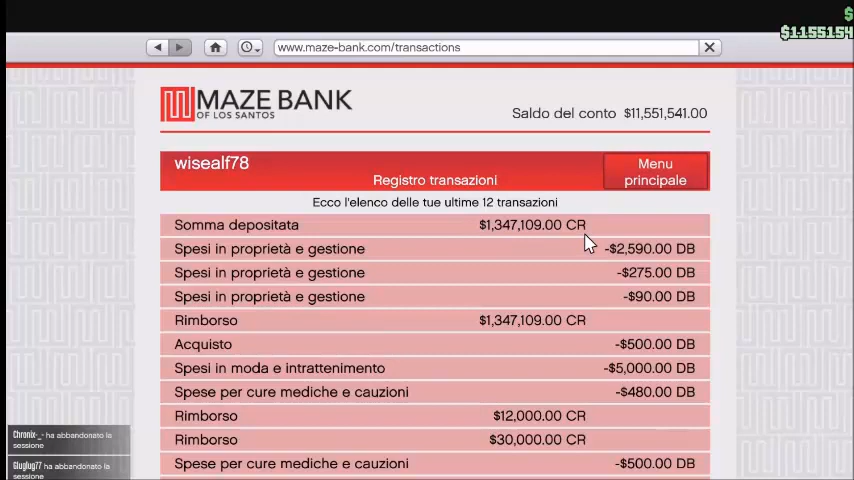 $
$1155154
www.maze-bank.com/transactions
MAZE BANK
OF LOS SANTOS
Saldo del conto $11,551,541.00
wisealf78
Registro transazioni
Menu
principale
Ecco l'elenco delle tue ultime 12 transazioni
Somma depositata $1,347,109.00 CR
Spesi in proprietà e gestione -$2,590.00 DB
Spesi in proprietà e gestione -$275.00 DB
Spesi in proprietà e gestione -$90.00 DB
Rimborso $1,347,109.00 CR
Acquisto -$500.00 DB
Spesi in moda e intrattenimento -$5,000.00 DB
Spese per cure mediche e cauzioni -$480.00 DB
Rimborso $12,000.00 CR
Rimborso $30,000.00 CR
Spese per cure mediche e cauzioni -$500.00 DB
Chronix-_- ha abbandonato la
sessione
Gluglug77 ha abbandonato la
sessione